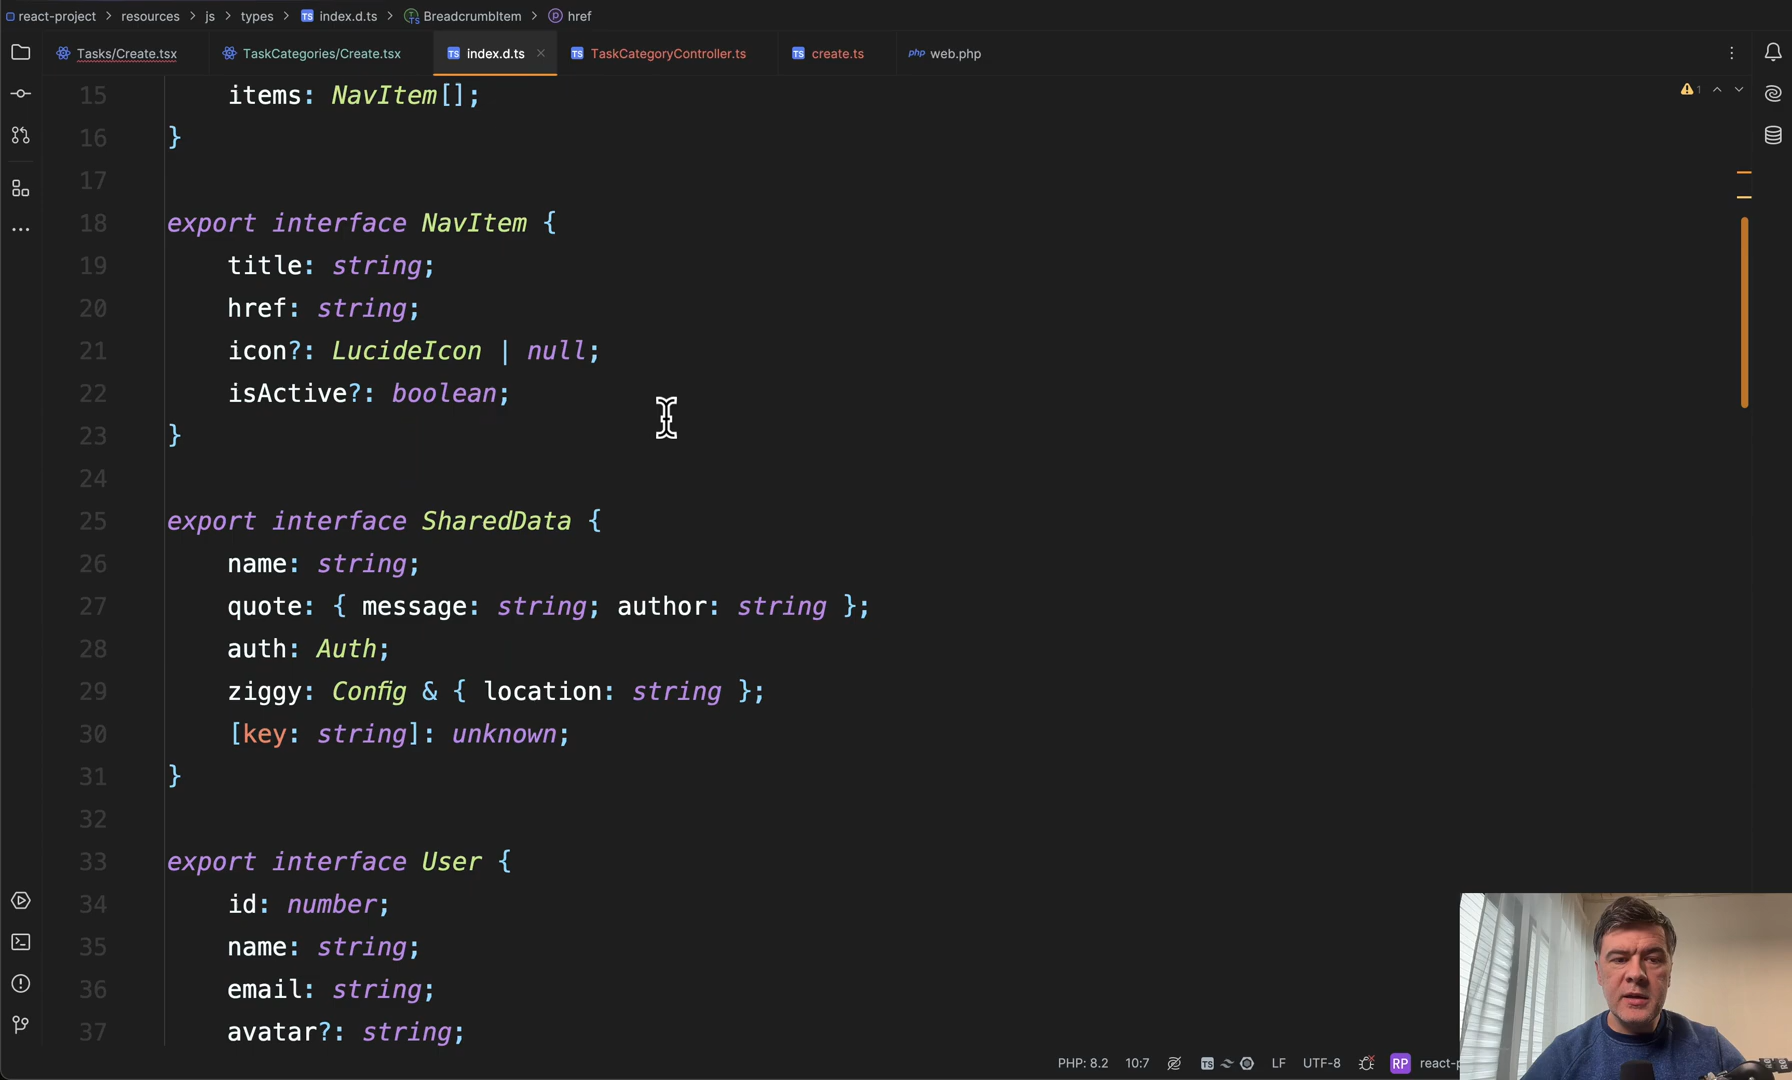 react-project > resources > js > types > index.d.ts > BreadcrumbItem > href
Tasks/Create.tsx TaskCategories/Create.tsx index.d.ts TaskCategoryController.ts create.ts php web.php
1
15 items: NavItem[];
16 }
17
18 export interface NavItem {
19 title: string;
20 href: string;
21 icon?: LucideIcon | null;
22 isActive?: boolean;
23 }
24
25 export interface SharedData {
26 name: string;
27 quote: { message: string; author: string };
28 auth: Auth;
29 ziggy: Config & { location: string };
30 [key: string]: unknown;
31 }
32
33 export interface User {
34 id: number;
35 name: string;
36 email: string;
37 avatar?: string;
PHP: 8.2 10:7 LF UTF-8 RP react-p